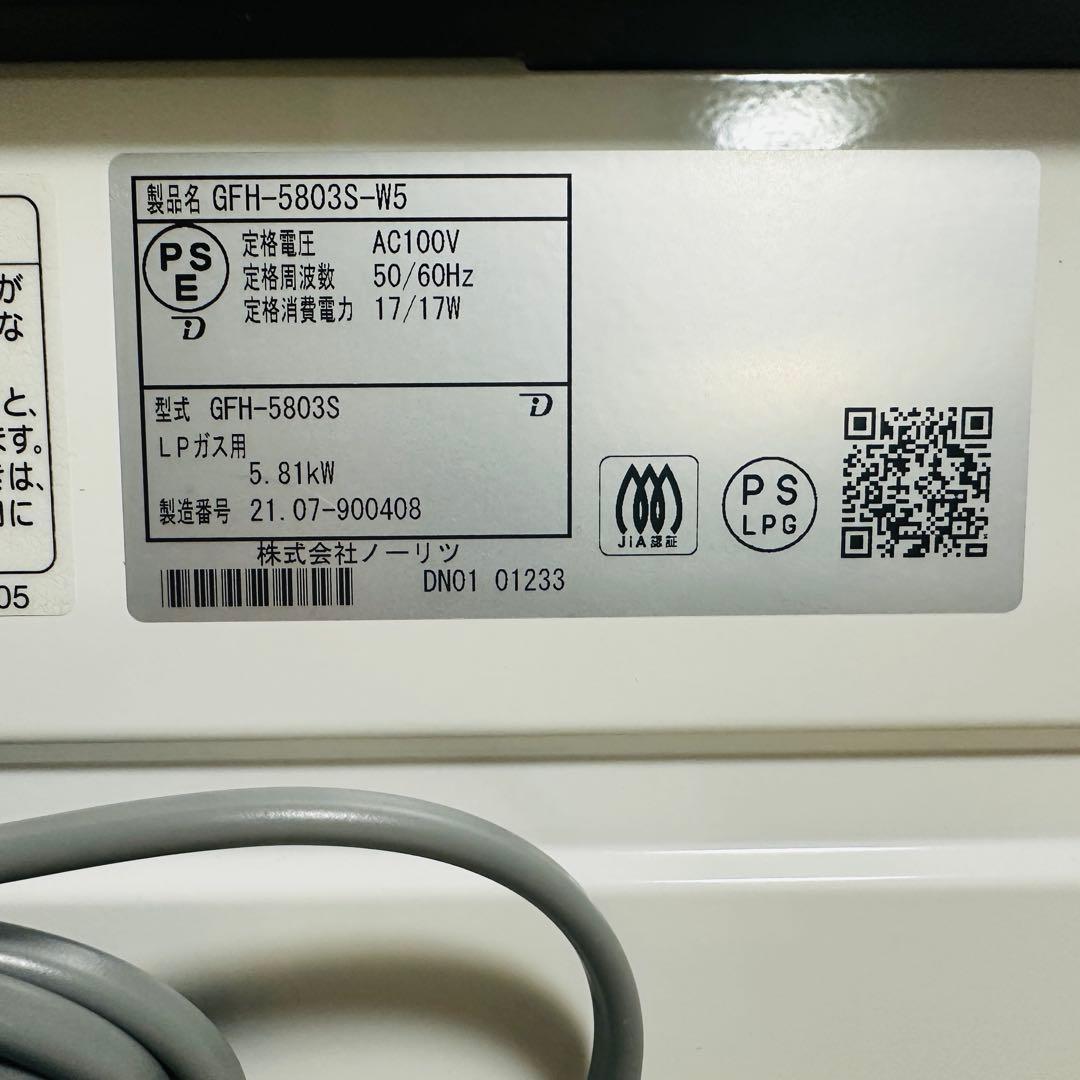 製品名 GFH-5803S-W5
PS
E
定格電圧 AC100V
定格周波数 50/60Hz
定格消費電力 17/17W
型式 GFH-5803S
LPガス用
5.81kW
製造番号 21.07-900408
株式会社ノーリツ
DN01 01233
JIA認証
PS
LPG
が
な
と、
ます。
きは、
に
05